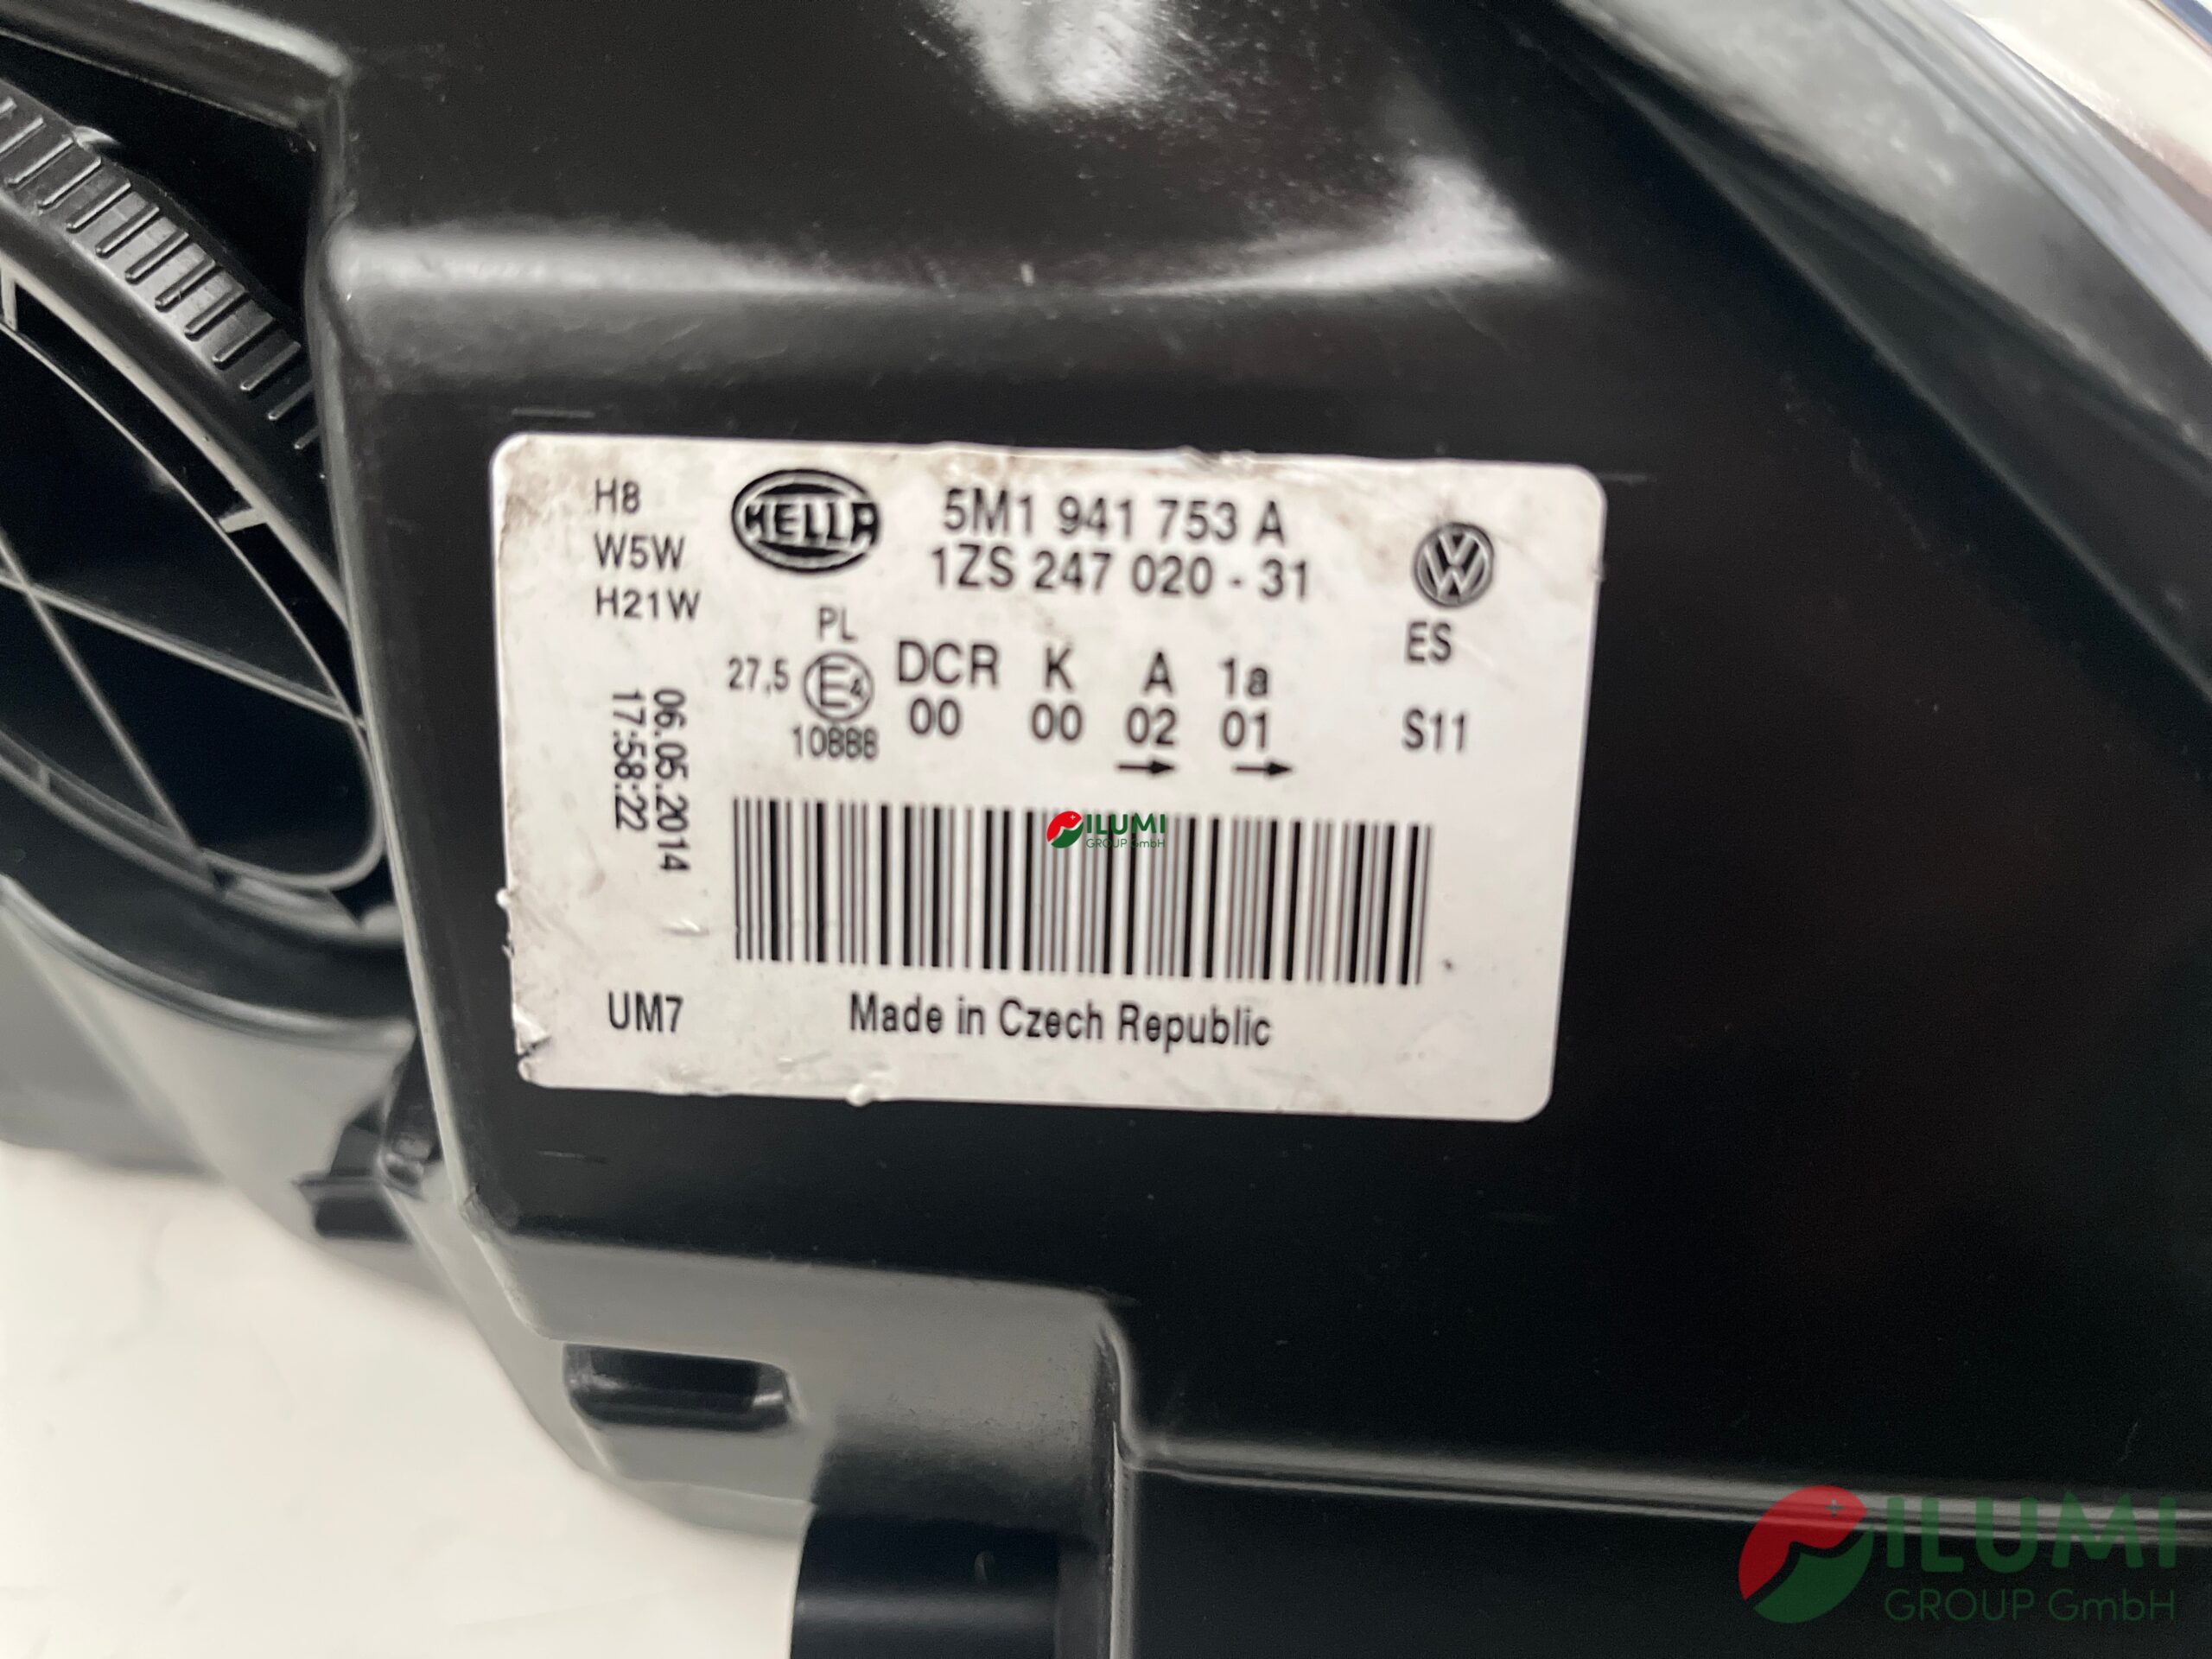 H8
W5W
H21W
HELLA
5M1 941 753 A
1ZS 247 020 - 31
VW
ES
S11
PL
27,5 E4
10888
DCR K A 1a
00 00 02 01
→ →
06.05.2014
17:58:22
ILUMI
GROUP GmbH
UM7
Made in Czech Republic
ILUMI
GROUP GmbH